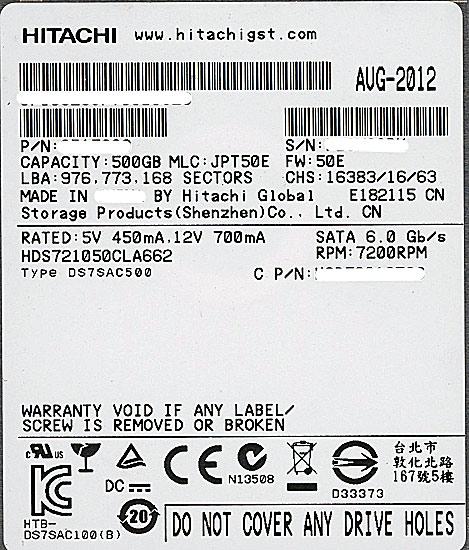 HITACHI www.hitachigst.com
AUG-2012
P/N:
S/N:
CAPACITY:500GB MLC:JPT50E FW:50E
LBA:976,773,168 SECTORS CHS:16383/16/63
MADE IN BY Hitachi Global E182115 CN
Storage Products(Shenzhen)Co., Ltd. CN
RATED:5V 450mA,12V 700mA SATA 6.0 Gb/s
HDS721050CLA662 RPM:7200RPM
Type DS7SAC500 C P/N:
WARRANTY VOID IF ANY LABEL/
SCREW IS REMOVED OR BROKEN
c RU US
DC
CE
N13508
D33373
台北市
敦化北路
167號5樓
KC
HTB-
DS7SAC100(B)
20
DO NOT COVER ANY DRIVE HOLES